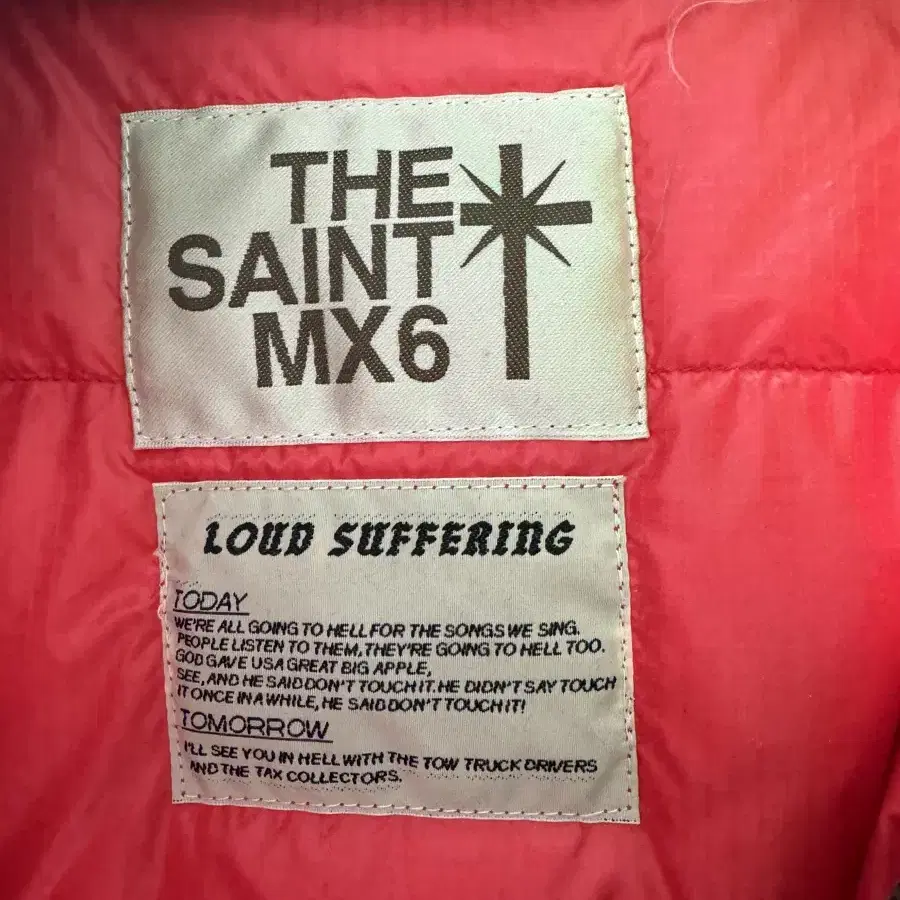 THE
SAINT
MX6
LOUD SUFFERING
TODAY
WE'RE ALL GOING TO HELL FOR THE SONGS WE SING.
PEOPLE LISTEN TO THEM, THEY'RE GOING TO HELL TOO.
GOD GAVE US A GREAT BIG APPLE,
SEE, AND HE SAID DON'T TOUCH IT. HE DIDN'T SAY TOUCH
IT ONCE IN A WHILE, HE SAID DON'T TOUCH IT!
TOMORROW
I'LL SEE YOU IN HELL WITH THE TOW TRUCK DRIVERS
AND THE TAX COLLECTORS.